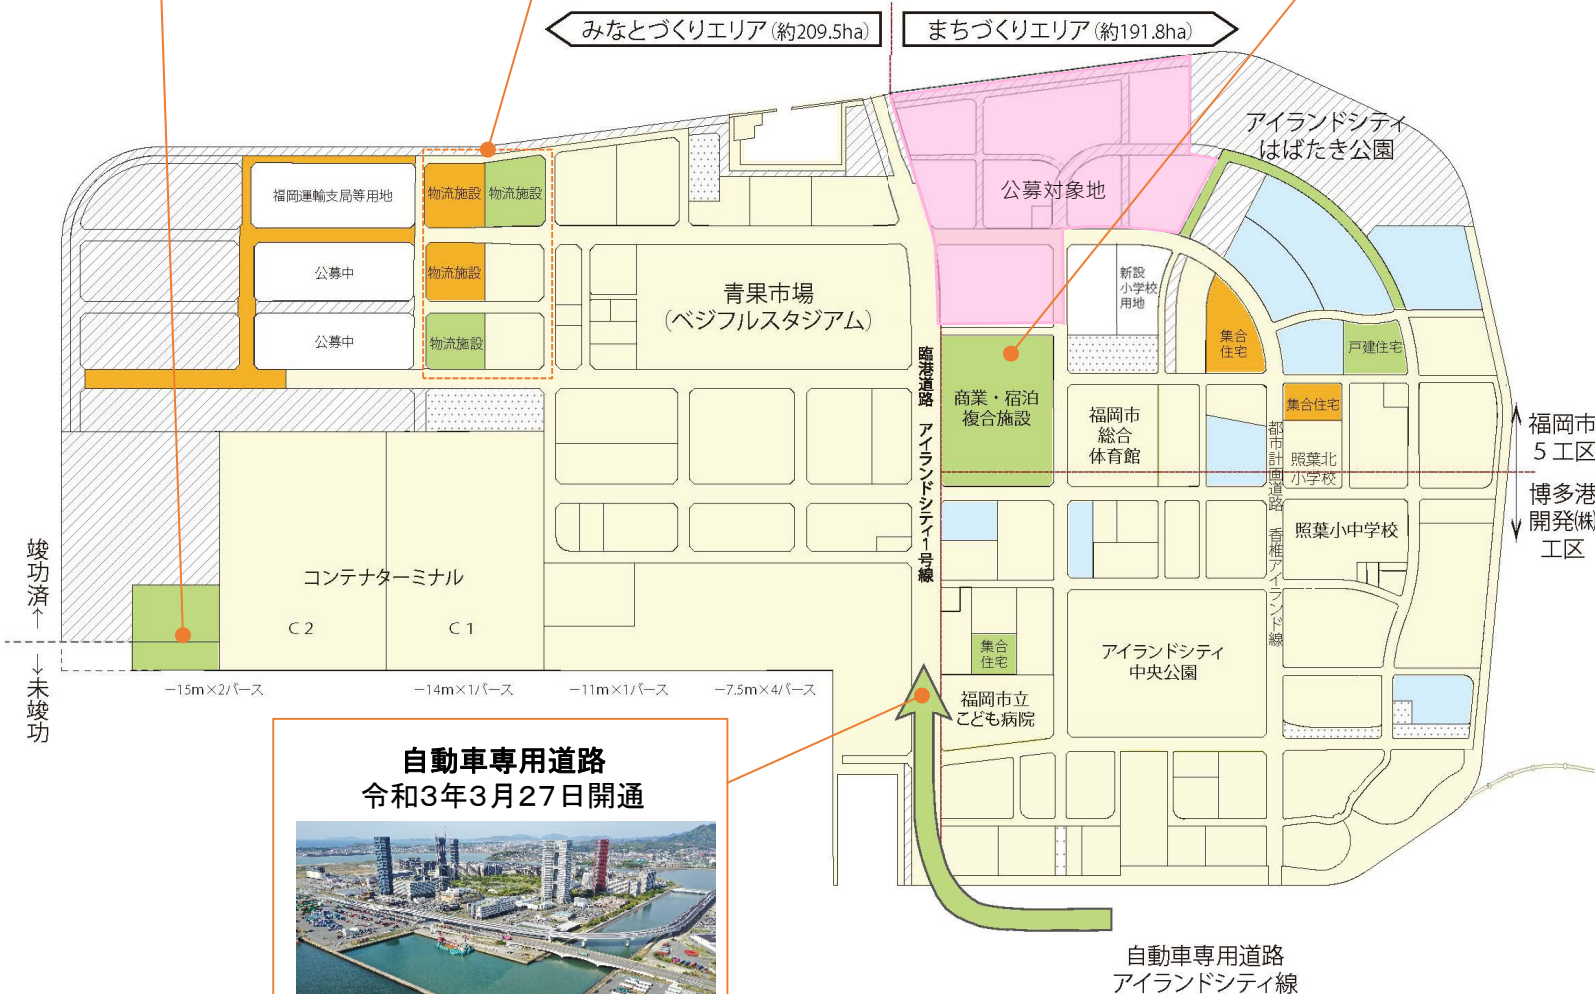 みなとづくりエリア(約209.5ha)
まちづくりエリア(約191.8ha)
アイランドシティ
はばたき公園
福岡運輸支局等用地
物流施設
物流施設
公募対象地
公募中
物流施設
新設
小学校
用地
青果市場
(ベジフルスタジアム)
公募中
物流施設
集合
住宅
戸建住宅
臨港道路 アイランドシティ1号線
商業・宿泊
複合施設
福岡市
総合
体育館
集合住宅
都市計画道路 香椎アイランド線
照葉北
小学校
福岡市
5工区
博多港
開発㈱
工区
照葉小中学校
竣功済↑
↓未竣功
コンテナターミナル
C2
C1
集合
住宅
アイランドシティ
中央公園
福岡市立
こども病院
−15m×2バース
−14m×1バース
−11m×1バース
−7.5m×4バース
自動車専用道路
令和3年3月27日開通
自動車専用道路
アイランドシティ線